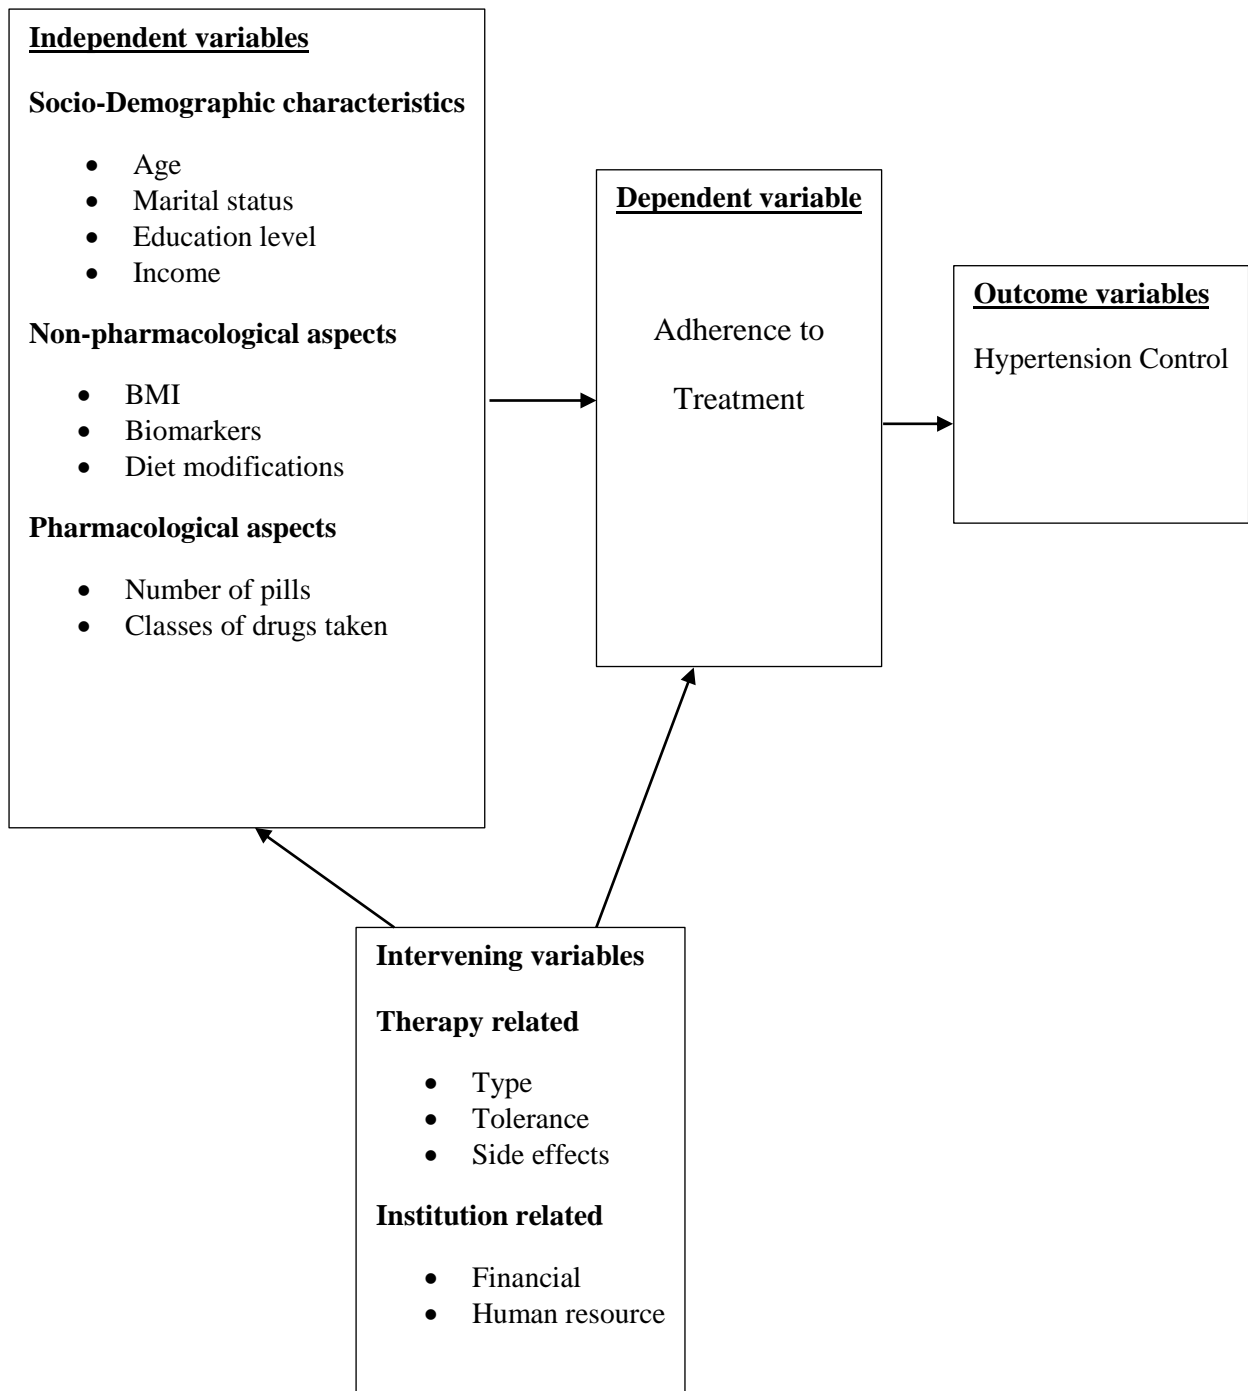 Independent variables
Socio-Demographic characteristics
• Age
• Marital status
• Education level
• Income
Non-pharmacological aspects
• BMI
• Biomarkers
• Diet modifications
Pharmacological aspects
• Number of pills
• Classes of drugs taken
Dependent variable
Adherence to
Treatment
Outcome variables
Hypertension Control
Intervening variables
Therapy related
• Type
• Tolerance
• Side effects
Institution related
• Financial
• Human resource